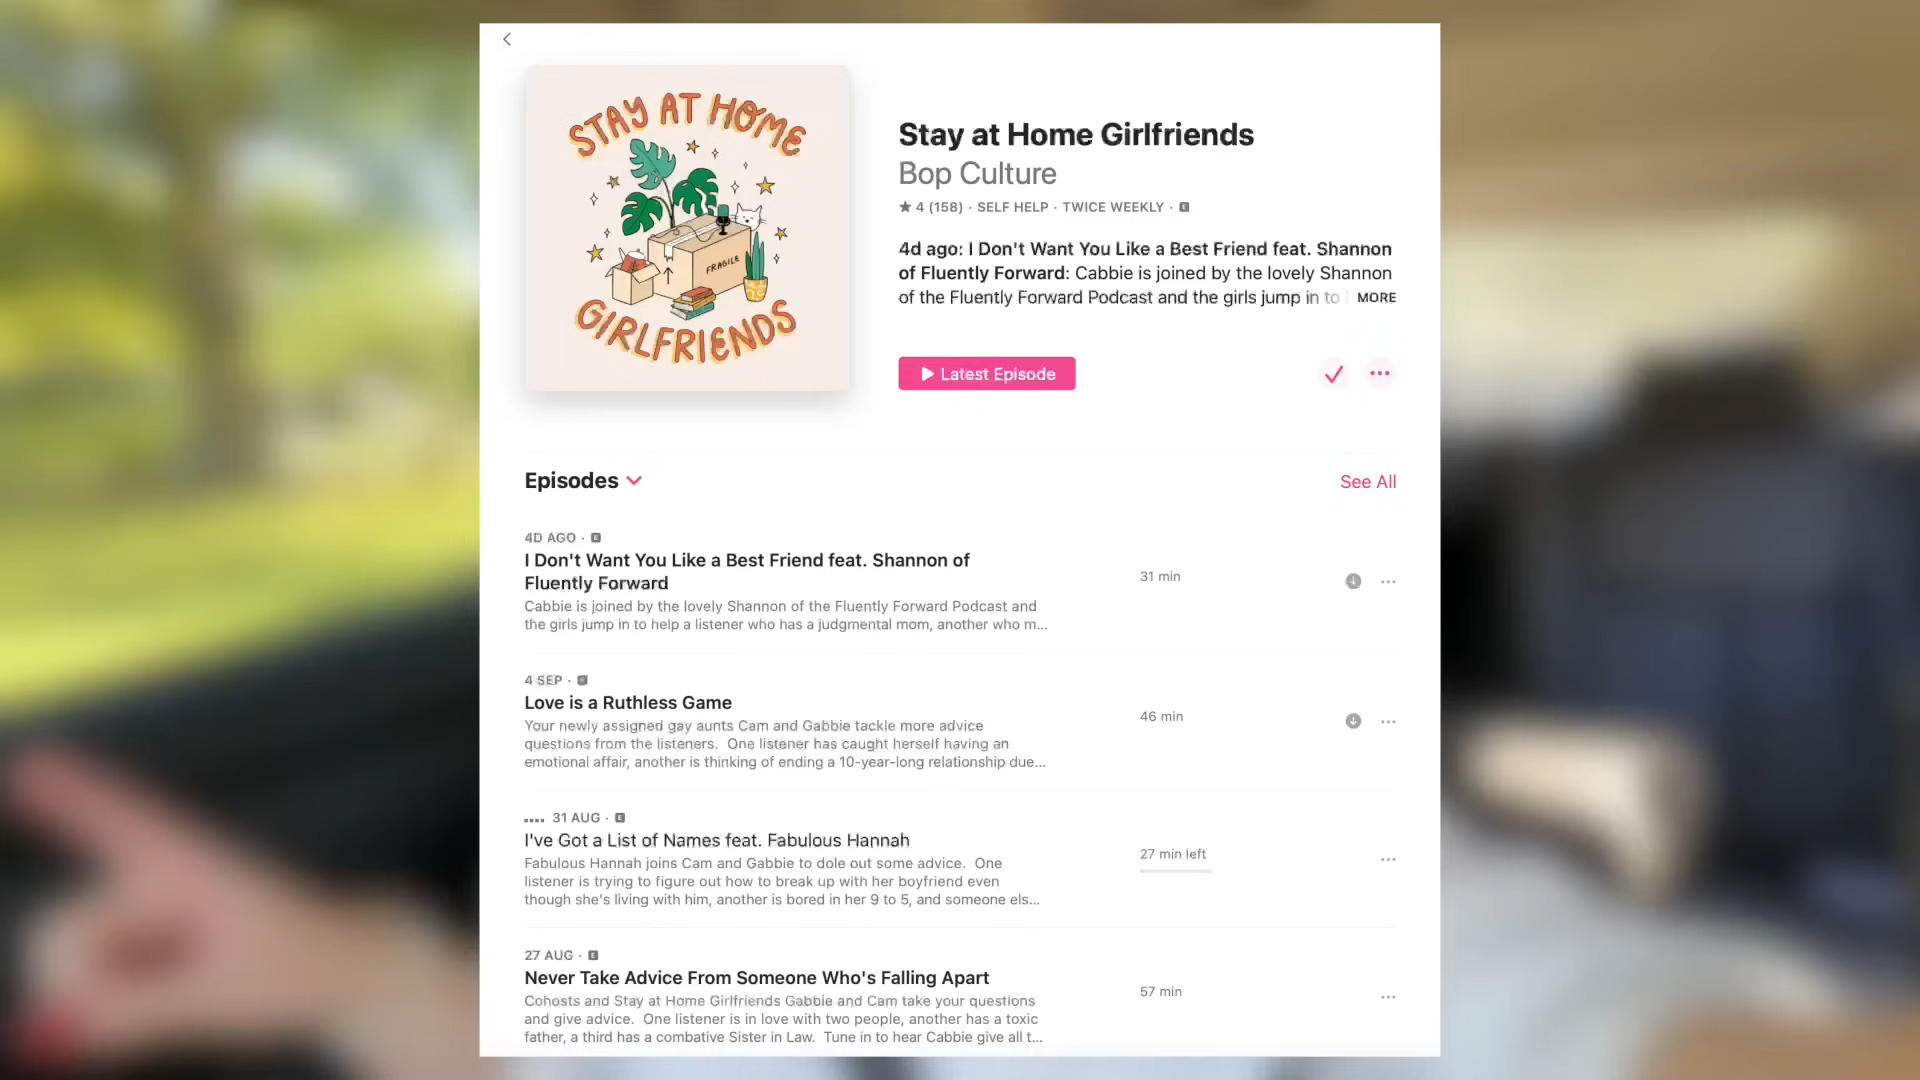 STAY AT HOME
FRAGILE
GIRLFRIENDS
Stay at Home Girlfriends
Bop Culture
★ 4 (158) · SELF HELP · TWICE WEEKLY · E
4d ago: I Don't Want You Like a Best Friend feat. Shannon
of Fluently Forward: Cabbie is joined by the lovely Shannon
of the Fluently Forward Podcast and the girls jump in to
MORE
Latest Episode
Episodes
See All
4D AGO · E
I Don't Want You Like a Best Friend feat. Shannon of
Fluently Forward
Cabbie is joined by the lovely Shannon of the Fluently Forward Podcast and
the girls jump in to help a listener who has a judgmental mom, another who m...
31 min
4 SEP · E
Love is a Ruthless Game
Your newly assigned gay aunts Cam and Gabbie tackle more advice
questions from the listeners. One listener has caught herself having an
emotional affair, another is thinking of ending a 10-year-long relationship due...
46 min
31 AUG · E
I've Got a List of Names feat. Fabulous Hannah
Fabulous Hannah joins Cam and Gabbie to dole out some advice. One
listener is trying to figure out how to break up with her boyfriend even
though she's living with him, another is bored in her 9 to 5, and someone els...
27 min left
27 AUG · E
Never Take Advice From Someone Who's Falling Apart
Cohosts and Stay at Home Girlfriends Gabbie and Cam take your questions
and give advice. One listener is in love with two people, another has a toxic
father, a third has a combative Sister in Law. Tune in to hear Cabbie give all t...
57 min